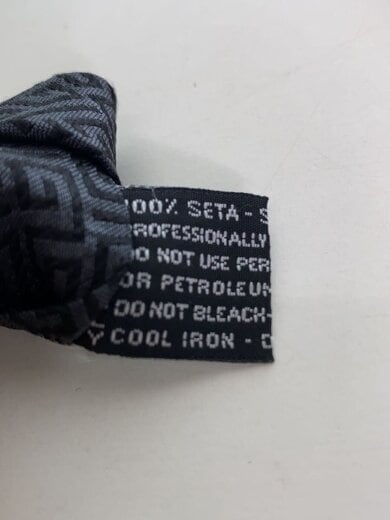 100% SETA - S
PROFESSIONALLY
DO NOT USE PER
OR PETROLEUM
DO NOT BLEACH-
Y COOL IRON - D